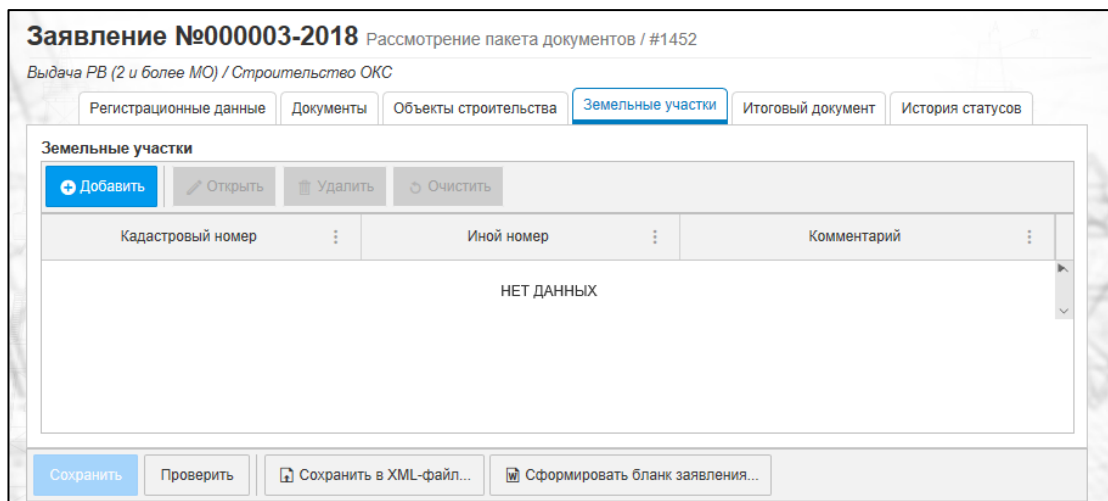 Заявление №000003-2018 Рассмотрение пакета документов / #1452
Выдача РВ (2 и более МО) / Строительство ОКС
Регистрационные данные Документы Объекты строительства Земельные участки Итоговый документ История статусов
Земельные участки
Добавить Открыть Удалить Очистить
Кадастровый номер Иной номер Комментарий
НЕТ ДАННЫХ
Сохранить Проверить Сохранить в XML-файл... Сформировать бланк заявления...